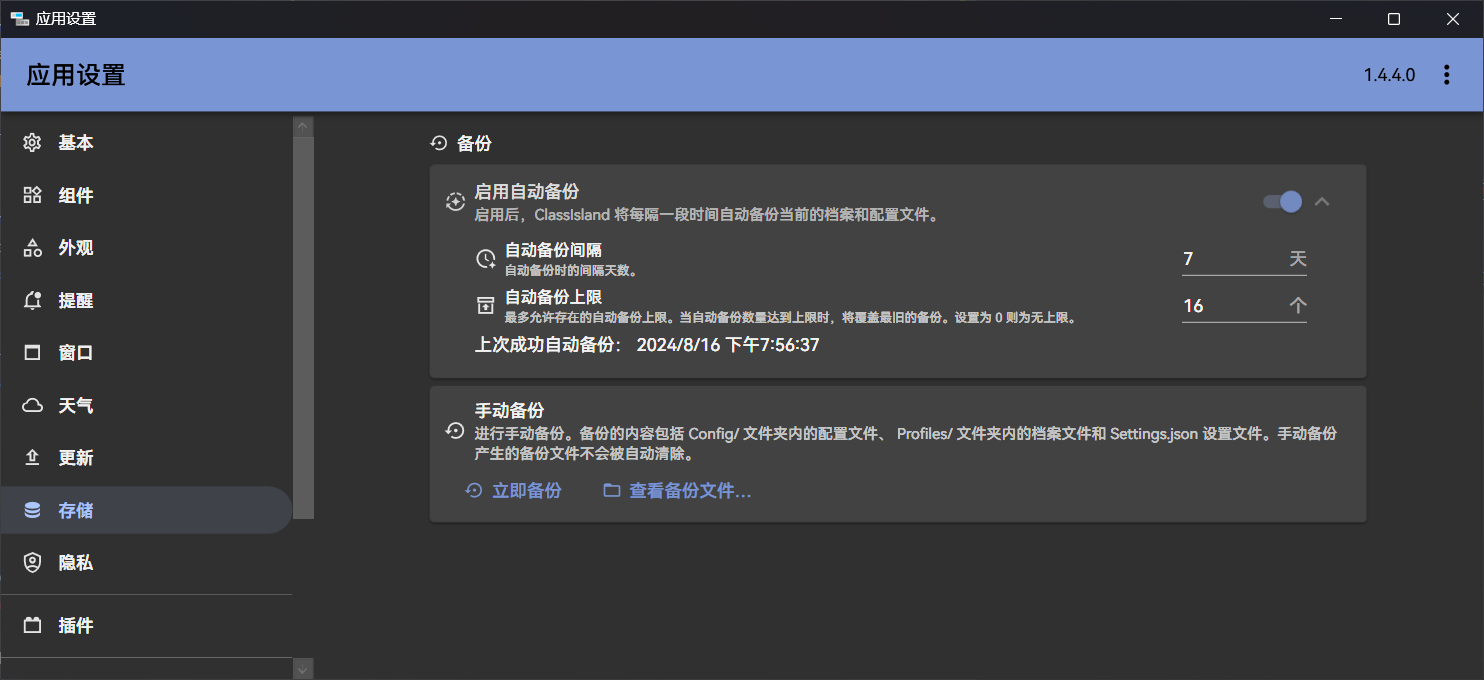 应用设置
应用设置
1.4.4.0
基本
组件
外观
提醒
窗口
天气
更新
存储
隐私
插件
备份
启用自动备份
启用后，ClassIsland 将每隔一段时间自动备份当前的档案和配置文件。
自动备份间隔
自动备份时的间隔天数。
7 天
自动备份上限
最多允许存在的自动备份上限。当自动备份数量达到上限时，将覆盖最旧的备份。设置为 0 则为无上限。
16 个
上次成功自动备份： 2024/8/16 下午7:56:37
手动备份
进行手动备份。备份的内容包括 Config/ 文件夹内的配置文件、 Profiles/ 文件夹内的档案文件和 Settings.json 设置文件。手动备份
产生的备份文件不会被自动清除。
立即备份
查看备份文件…